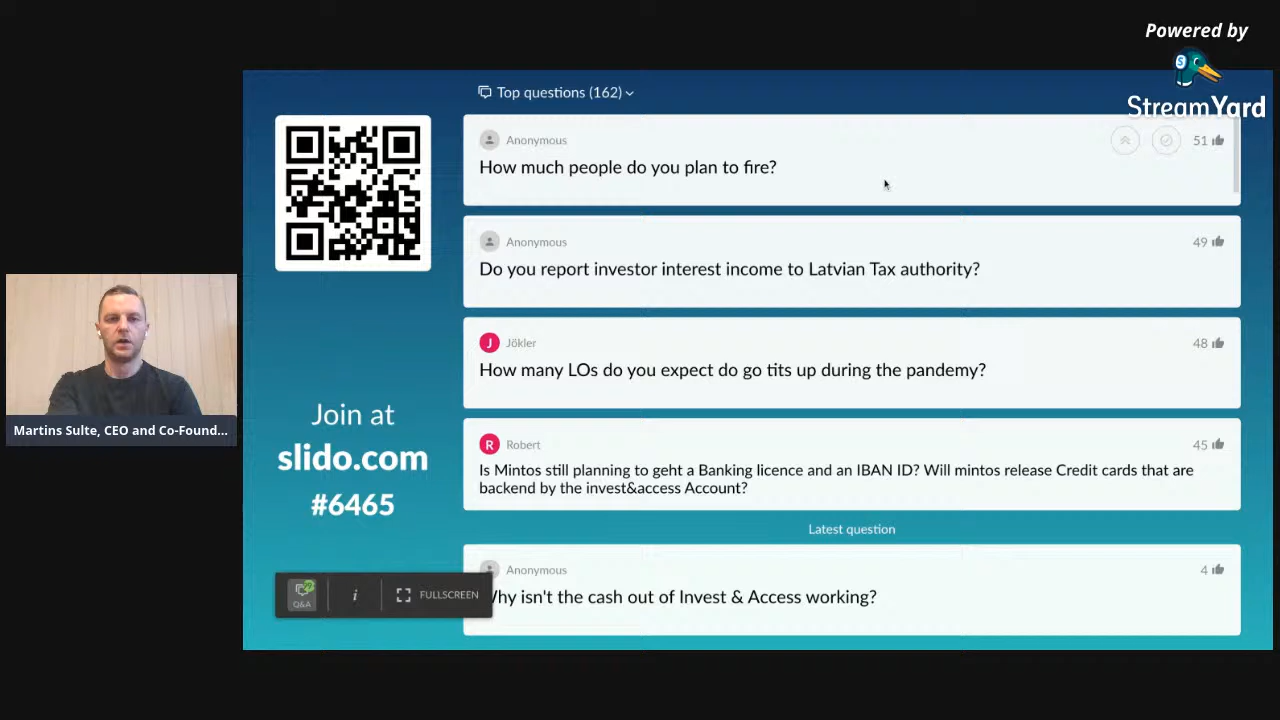 Powered by
StreamYard
Top questions (162)
Anonymous
51
How much people do you plan to fire?
Anonymous
49
Do you report investor interest income to Latvian Tax authority?
J
Jökler
48
How many LOs do you expect do go tits up during the pandemy?
R
Robert
45
Is Mintos still planning to geht a Banking licence and an IBAN ID? Will mintos release Credit cards that are
backend by the invest&access Account?
Latest question
Anonymous
4
Why isn't the cash out of Invest & Access working?
Join at
slido.com
#6465
Q&A
i
FULLSCREEN
Martins Sulte, CEO and Co-Found...